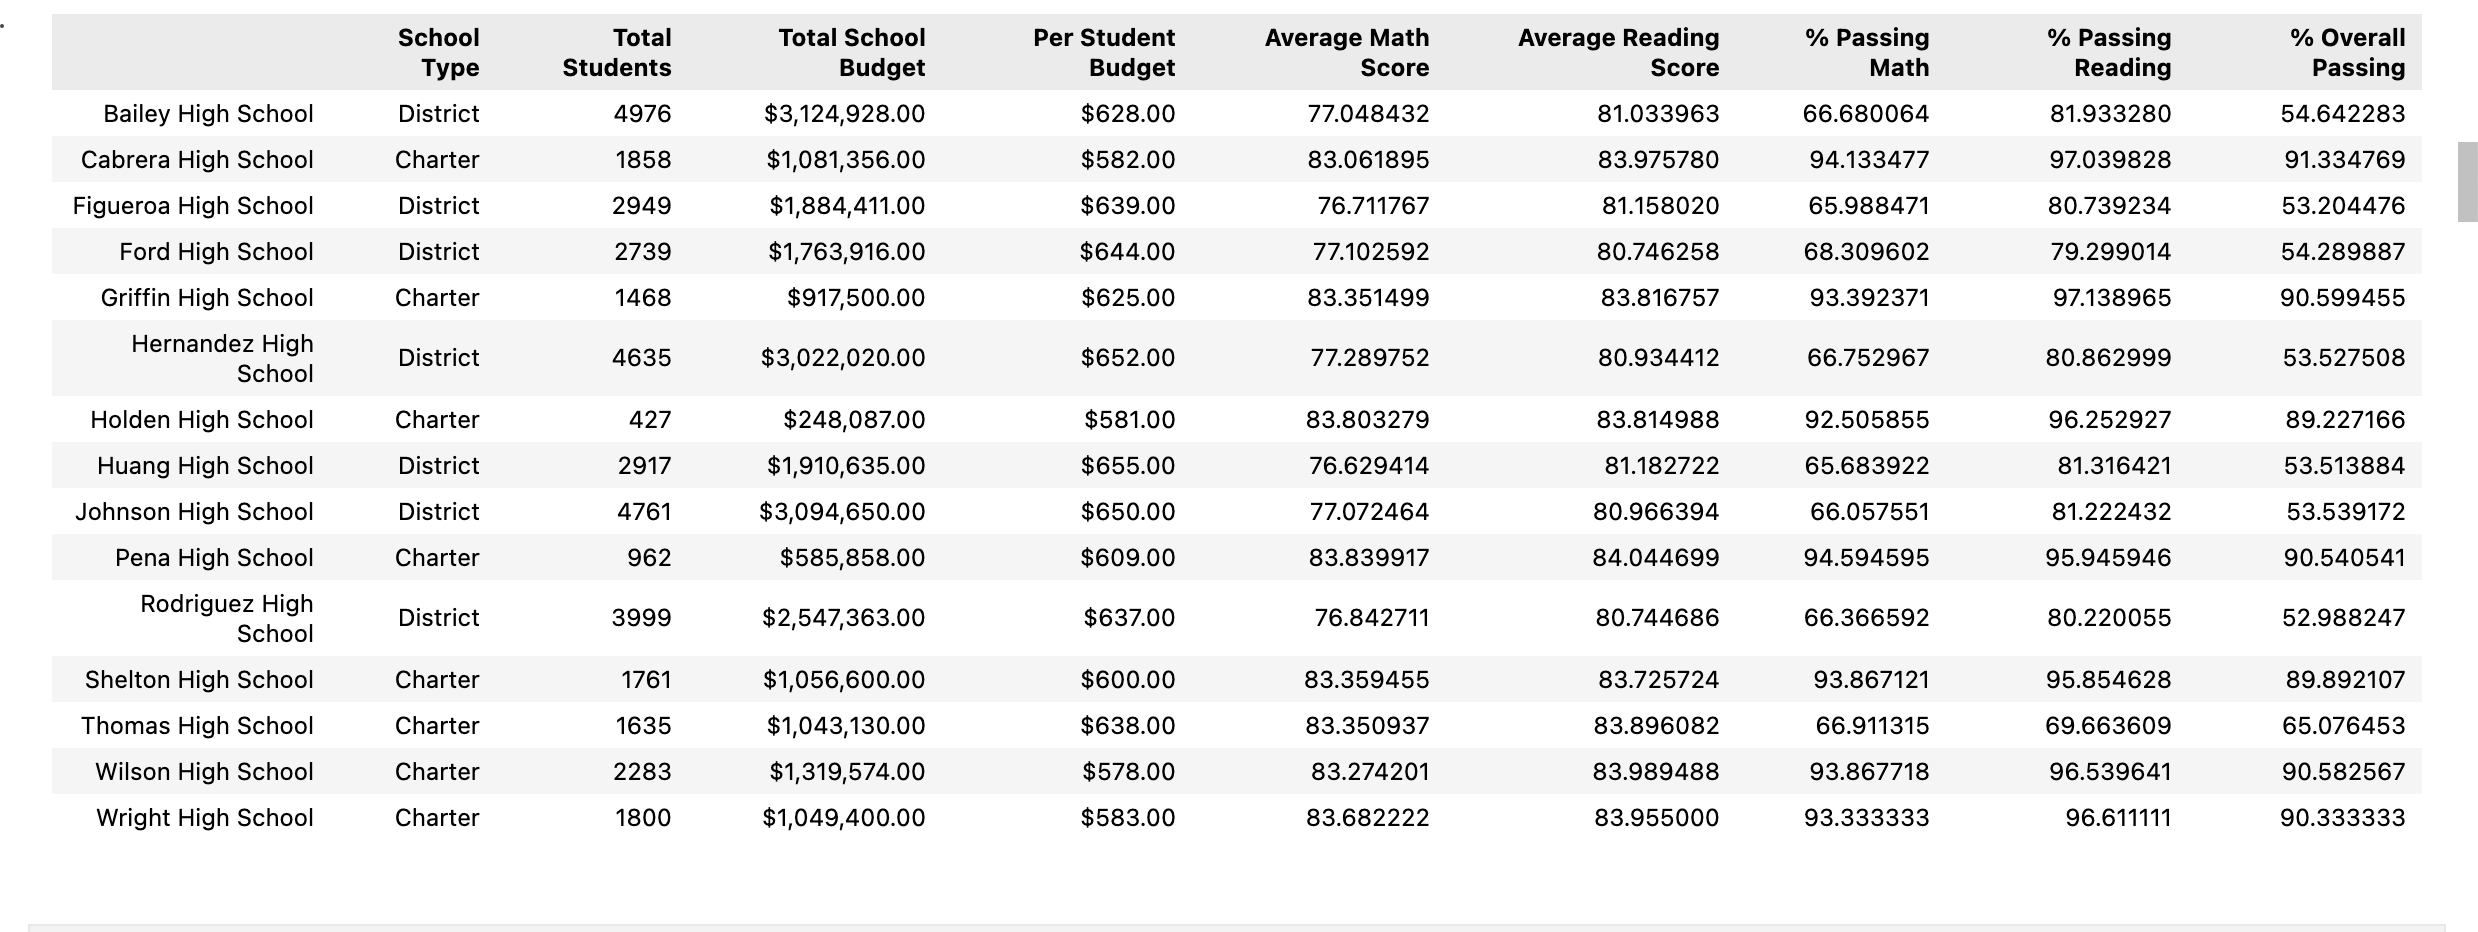 School Type Total Students Total School Budget Per Student Budget Average Math Score Average Reading Score % Passing Math % Passing Reading % Overall Passing
Bailey High School District 4976 $3,124,928.00 $628.00 77.048432 81.033963 66.680064 81.933280 54.642283
Cabrera High School Charter 1858 $1,081,356.00 $582.00 83.061895 83.975780 94.133477 97.039828 91.334769
Figueroa High School District 2949 $1,884,411.00 $639.00 76.711767 81.158020 65.988471 80.739234 53.204476
Ford High School District 2739 $1,763,916.00 $644.00 77.102592 80.746258 68.309602 79.299014 54.289887
Griffin High School Charter 1468 $917,500.00 $625.00 83.351499 83.816757 93.392371 97.138965 90.599455
Hernandez High School District 4635 $3,022,020.00 $652.00 77.289752 80.934412 66.752967 80.862999 53.527508
Holden High School Charter 427 $248,087.00 $581.00 83.803279 83.814988 92.505855 96.252927 89.227166
Huang High School District 2917 $1,910,635.00 $655.00 76.629414 81.182722 65.683922 81.316421 53.513884
Johnson High School District 4761 $3,094,650.00 $650.00 77.072464 80.966394 66.057551 81.222432 53.539172
Pena High School Charter 962 $585,858.00 $609.00 83.839917 84.044699 94.594595 95.945946 90.540541
Rodriguez High School District 3999 $2,547,363.00 $637.00 76.842711 80.744686 66.366592 80.220055 52.988247
Shelton High School Charter 1761 $1,056,600.00 $600.00 83.359455 83.725724 93.867121 95.854628 89.892107
Thomas High School Charter 1635 $1,043,130.00 $638.00 83.350937 83.896082 66.911315 69.663609 65.076453
Wilson High School Charter 2283 $1,319,574.00 $578.00 83.274201 83.989488 93.867718 96.539641 90.582567
Wright High School Charter 1800 $1,049,400.00 $583.00 83.682222 83.955000 93.333333 96.611111 90.333333